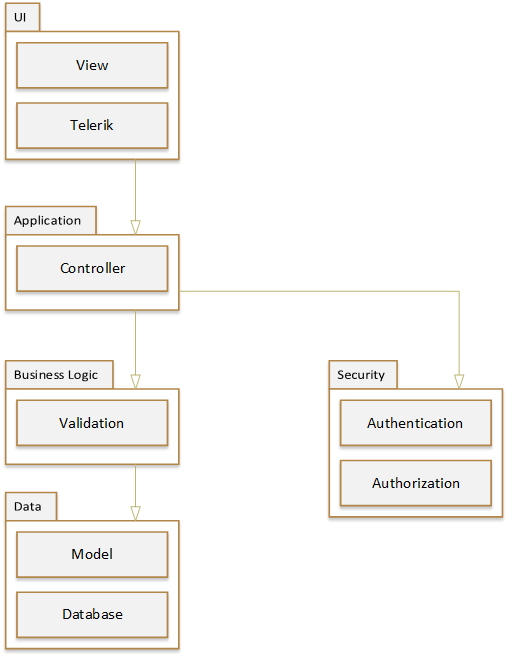 UI
View
Telerik
Application
Controller
Business Logic
Validation
Security
Authentication
Authorization
Data
Model
Database